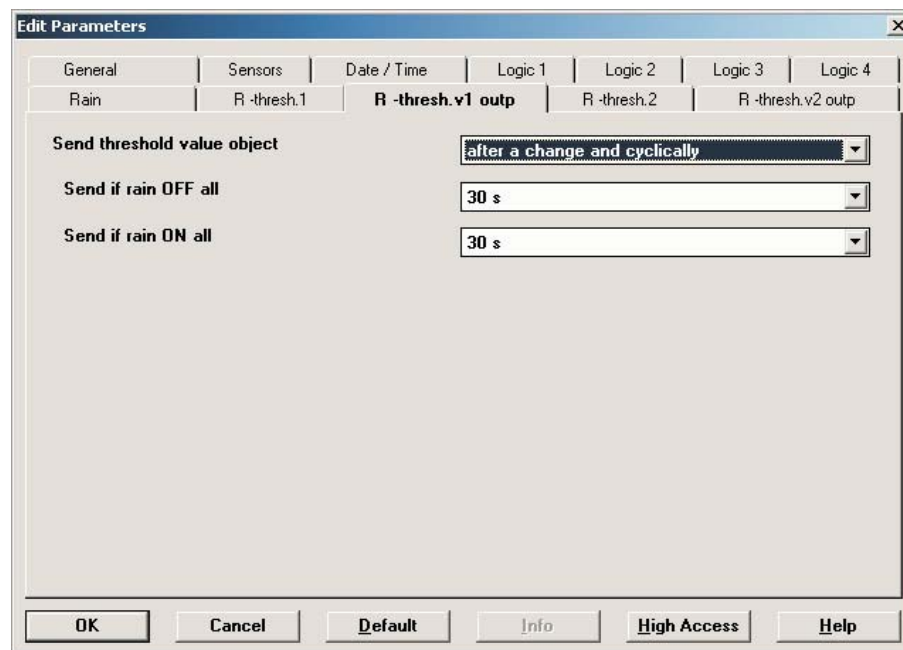 Edit Parameters
General Sensors Date / Time Logic 1 Logic 2 Logic 3 Logic 4
Rain R -thresh.1 R -thresh.v1 outp R -thresh.2 R -thresh.v2 outp
Send threshold value object after a change and cyclically
Send if rain OFF all 30 s
Send if rain ON all 30 s
OK Cancel Default Info High Access Help